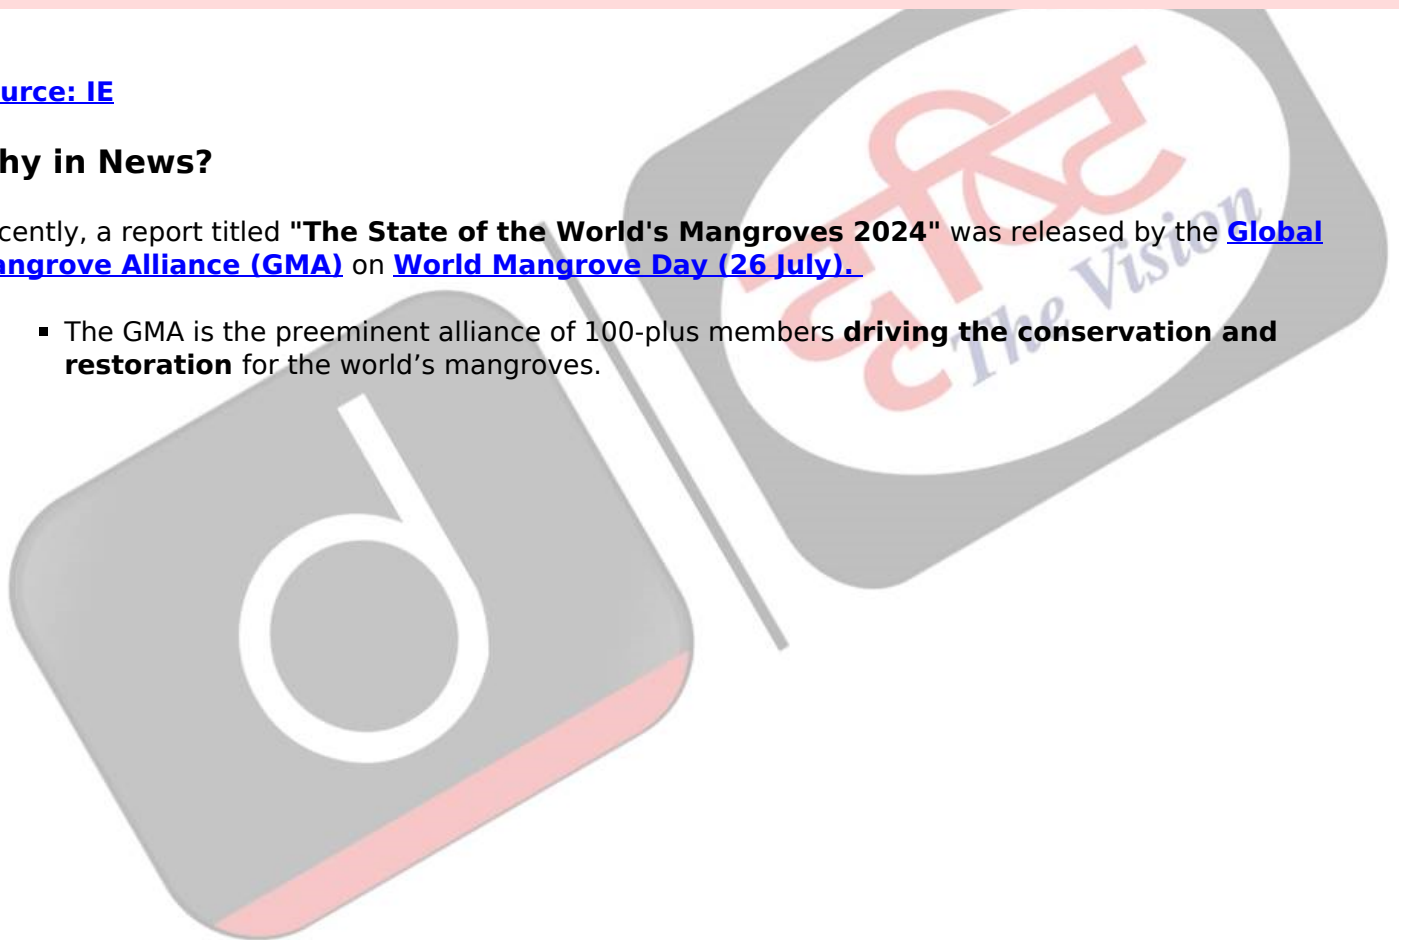 urce: IE
hy in News?
cently, a report titled "The State of the World's Mangroves 2024" was released by the Global
angrove Alliance (GMA) on World Mangrove Day (26 July).
▪ The GMA is the preeminent alliance of 100-plus members driving the conservation and
restoration for the world’s mangroves.
दृष्टि
The Vision
d